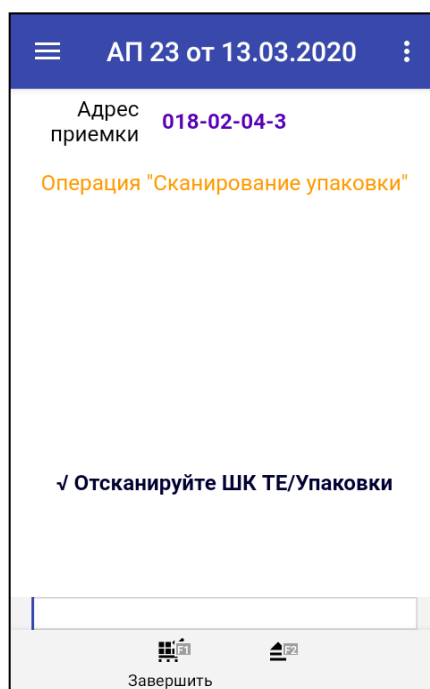 АП 23 от 13.03.2020
Адрес
приемки
018-02-04-3
Операция "Сканирование упаковки"
√ Отсканируйте ШК ТЕ/Упаковки
F1
F2
Завершить